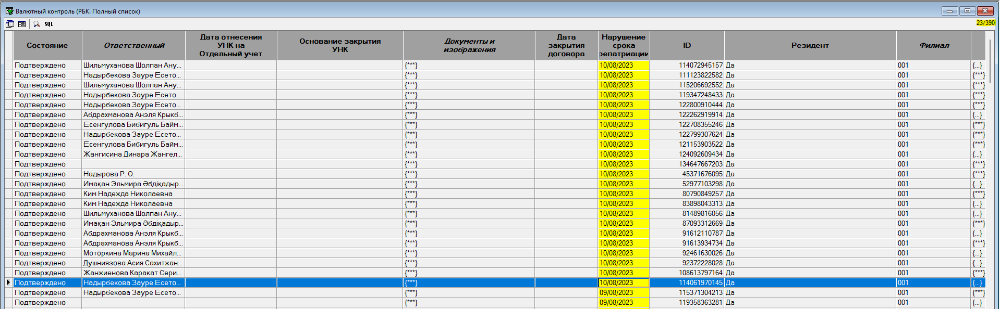 Валютный контроль (РБК. Полный список)
SQL
23/390
Состояние Ответственный Дата отнесения УНК на Отдельный учет Основание закрытия УНК Документы и изображения Дата закрытия договора Нарушение срока репатриации ID Резидент Филиал
Подтверждено Шильмуханова Шолпан Ану... {***} 10/08/2023 114072945157 Да 001 {...}
Подтверждено Надырбекова Зауре Есето... {***} 10/08/2023 111123822582 Да 001 {***}
Подтверждено Шильмуханова Шолпан Ану... {***} 10/08/2023 115206692552 Да 001 {***}
Подтверждено Надырбекова Зауре Есето... {***} 10/08/2023 119347248433 Да 001 {***}
Подтверждено Надырбекова Зауре Есето... {***} 10/08/2023 122800910444 Да 001 {***}
Подтверждено Абдрахманова Анэля Крыкб... {***} 10/08/2023 122262919914 Да 001 {...}
Подтверждено Есенгулова Бибигуль Байм... {***} 10/08/2023 122708355246 Да 001 {***}
Подтверждено Надырбекова Зауре Есето... {***} 10/08/2023 122799307624 Да 001 {***}
Подтверждено Есенгулова Бибигуль Байм... {***} 10/08/2023 121153903522 Да 001 {***}
Подтверждено Жангисина Динара Жангел... {***} 10/08/2023 124092609434 Да 001 {...}
Подтверждено {***} 10/08/2023 134647667203 Да 001 {***}
Подтверждено Надырова Р. О. {***} 10/08/2023 45371676095 Да 001 {***}
Подтверждено Имақан Эльмира Әбдіқадыр... {***} 10/08/2023 52977103298 Да 001 {...}
Подтверждено Ким Надежда Николаевна {***} 10/08/2023 80790849257 Да 001 {***}
Подтверждено Ким Надежда Николаевна {***} 10/08/2023 83898043313 Да 001 {...}
Подтверждено Шильмуханова Шолпан Ану... {***} 10/08/2023 81489816056 Да 001 {...}
Подтверждено Имақан Эльмира Әбдіқадыр... {***} 10/08/2023 87093312669 Да 001 {***}
Подтверждено Абдрахманова Анэля Крыкб... {***} 10/08/2023 91612110787 Да 001 {...}
Подтверждено Абдрахманова Анэля Крыкб... {***} 10/08/2023 91613934734 Да 001 {***}
Подтверждено Моторкина Марина Михайл... {***} 10/08/2023 92461630026 Да 001 {...}
Подтверждено Душниязова Асия Сахитжан... {***} 10/08/2023 92372228028 Да 001 {...}
Подтверждено Жанжиенова Каракат Сери... {***} 10/08/2023 108613797164 Да 001 {***}
Подтверждено Надырбекова Зауре Есето... {***} 10/08/2023 114061970145 Да 001 {...}
Подтверждено Надырбекова Зауре Есето... {***} 09/08/2023 115371304213 Да 001 {***}
Подтверждено {***} 09/08/2023 119358363281 Да 001 {...}